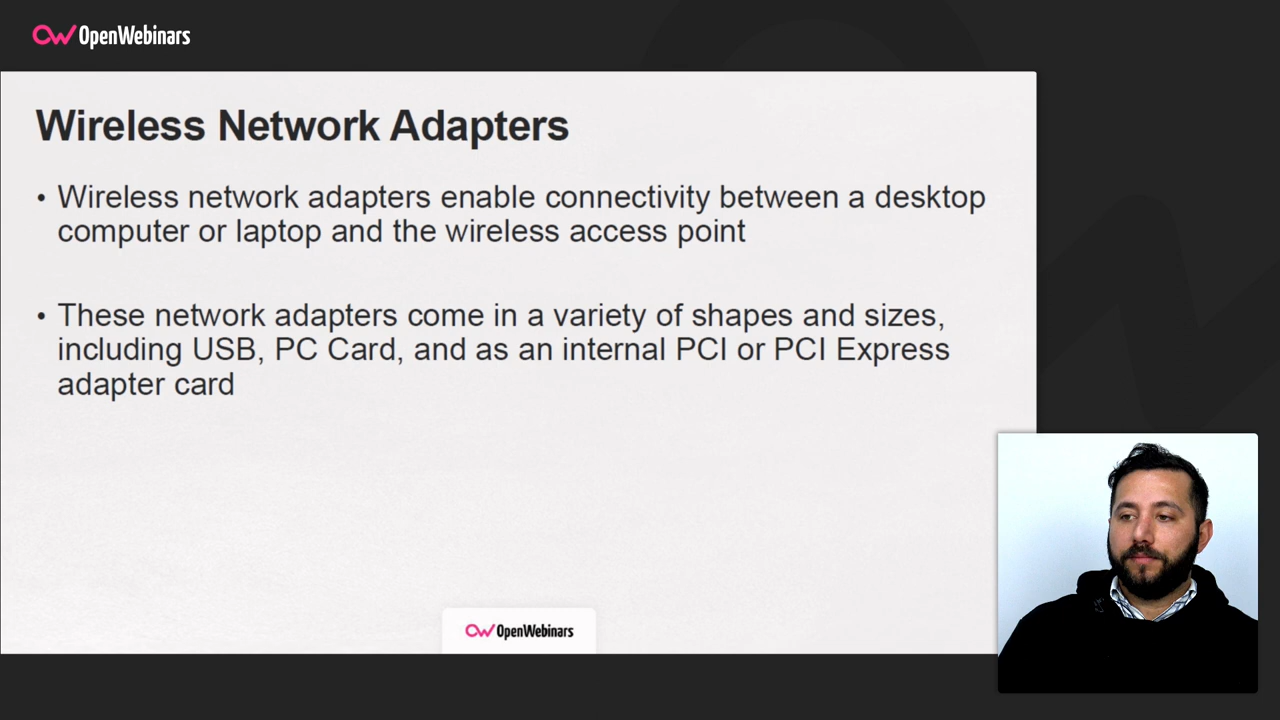 OpenWebinars
Wireless Network Adapters
• Wireless network adapters enable connectivity between a desktop
computer or laptop and the wireless access point
• These network adapters come in a variety of shapes and sizes,
including USB, PC Card, and as an internal PCI or PCI Express
adapter card
OpenWebinars